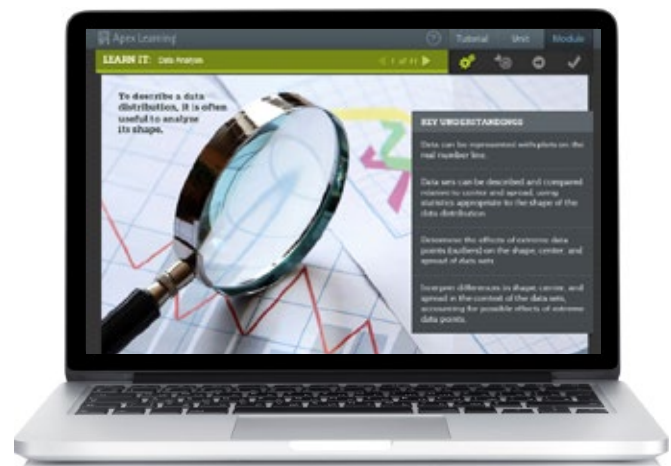 Apex Learning
? Tutorial Unit Module
LEARN IT: Data Analysis
1 of 11
To describe a data
distribution, it is often
useful to analyze
its shape.
KEY UNDERSTANDINGS
Data can be represented with plots on the
real number line.
Data sets can be described and compared
relative to center and spread, using
statistics appropriate to the shape of the
data distribution.
Determine the effects of extreme data
points (outliers) on the shape, center, and
spread of data sets.
Interpret differences in shape, center, and
spread in the context of the data sets,
accounting for possible effects of extreme
data points.